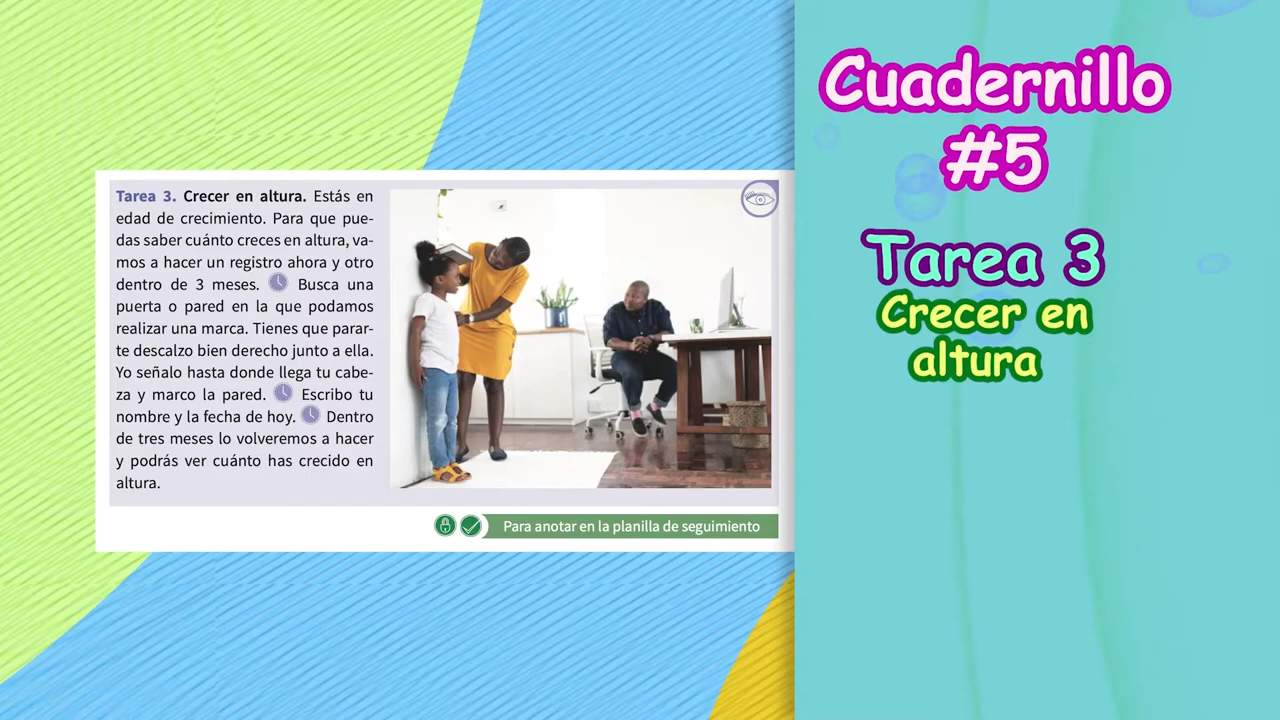 Tarea 3. Crecer en altura. Estás en
edad de crecimiento. Para que pue-
das saber cuánto creces en altura, va-
mos a hacer un registro ahora y otro
dentro de 3 meses. Busca una
puerta o pared en la que podamos
realizar una marca. Tienes que parar-
te descalzo bien derecho junto a ella.
Yo señalo hasta donde llega tu cabe-
za y marco la pared. Escribo tu
nombre y la fecha de hoy. Dentro
de tres meses lo volveremos a hacer
y podrás ver cuánto has crecido en
altura.
Para anotar en la planilla de seguimiento
Cuadernillo
#5
Tarea 3
Crecer en
altura